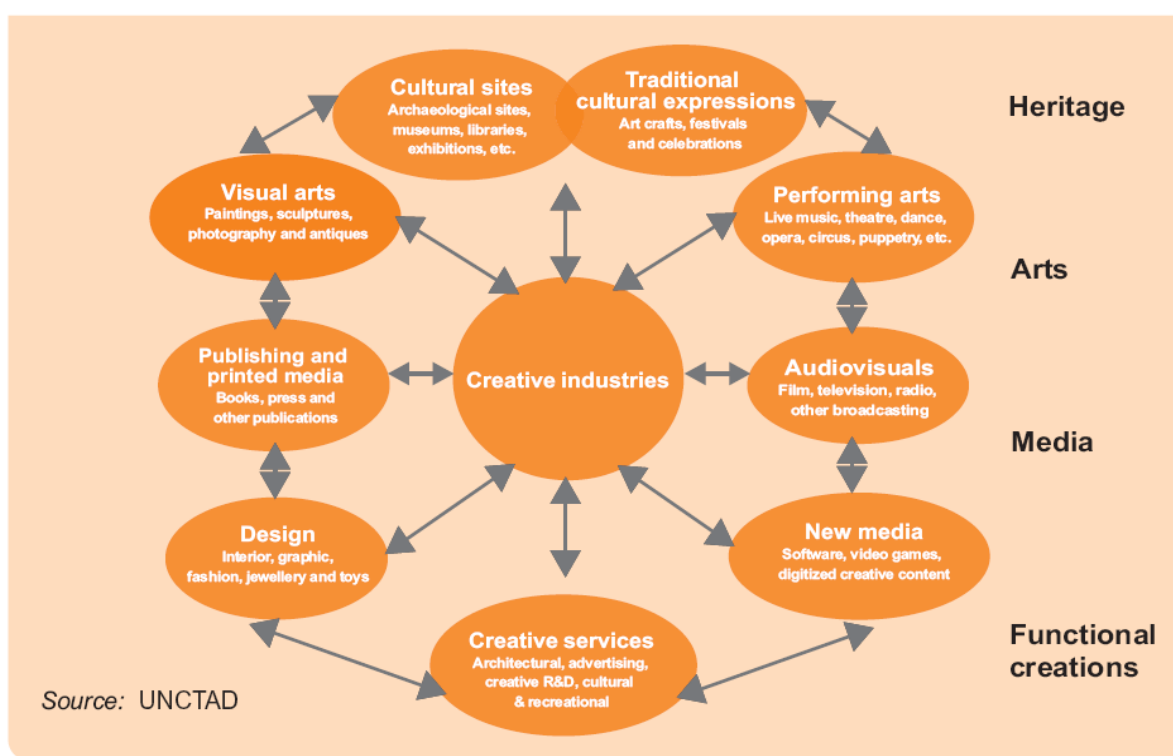 Cultural sites
Archaeological sites,
museums, libraries,
exhibitions, etc.
Traditional
cultural expressions
Art crafts, festivals
and celebrations
Heritage
Visual arts
Paintings, sculptures,
photography and antiques
Performing arts
Live music, theatre, dance,
opera, circus, puppetry, etc.
Arts
Publishing and
printed media
Books, press and
other publications
Creative industries
Audiovisuals
Film, television, radio,
other broadcasting
Media
Design
Interior, graphic,
fashion, jewellery and toys
New media
Software, video games,
digitized creative content
Creative services
Architectural, advertising,
creative R&D, cultural
& recreational
Functional
creations
Source: UNCTAD